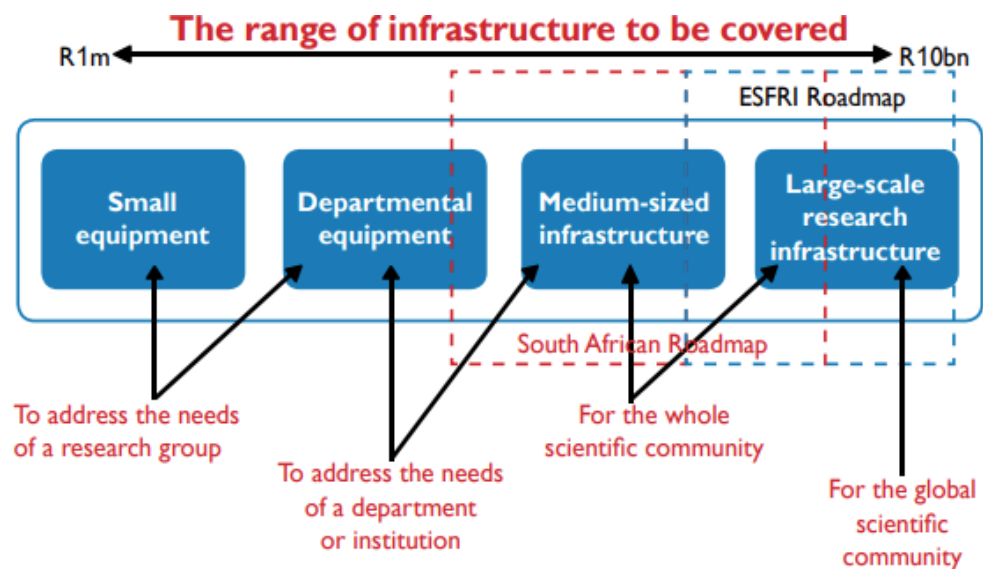 The range of infrastructure to be covered
R1m
R10bn
ESFRI Roadmap
Small
equipment
Departmental
equipment
Medium-sized
infrastructure
Large-scale
research
infrastructure
South African Roadmap
To address the needs
of a research group
To address the needs
of a department
or institution
For the whole
scientific community
For the global
scientific
community